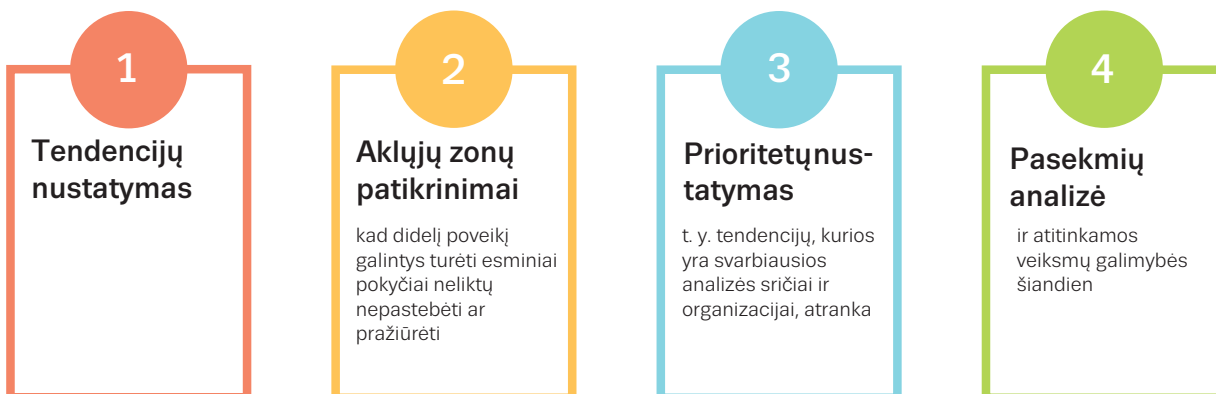 1
Tendencijų
nustatymas
2
Aklųjų zonų
patikrinimai
kad didelį poveikį
galintys turėti esminiai
pokyčiai neliktų
nepastebėti ar
pražiūrėti
3
Prioritetųnus-
tatymas
t. y. tendencijų, kurios
yra svarbiausios
analizės sričiai ir
organizacijai, atranka
4
Pasekmių
analizė
ir atitinkamos
veiksmų galimybės
šiandien